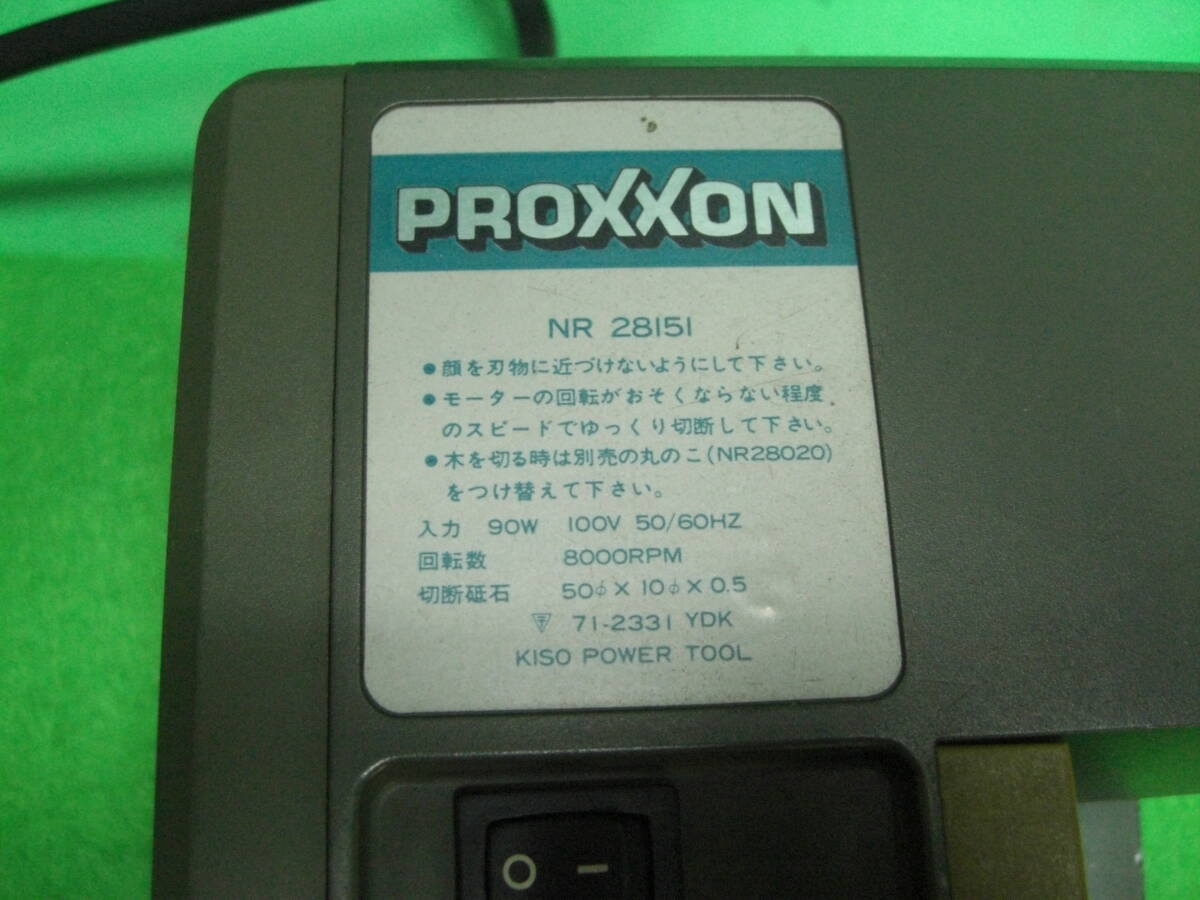 PROXXON
NR 28151
●顔を刃物に近づけないようにして下さい。
●モーターの回転がおそくならない程度
のスピードでゆっくり切断して下さい。
●木を切る時は別売の丸のこ(NR28020)
をつけ替えて下さい。
入力 90W 100V 50/60HZ
回転数 8000RPM
切断砥石 50φ×10φ×0.5
71-2331 YDK
KISO POWER TOOL
O —